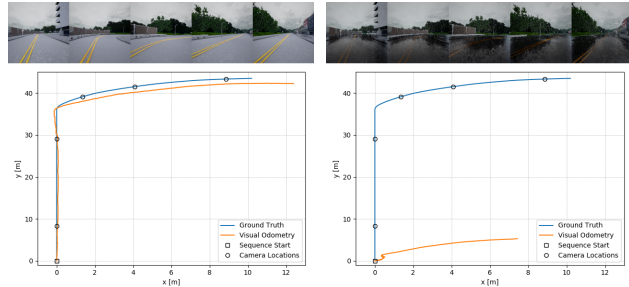 40
30
20
10
0
y [m]
0 2 4 6 8 10 12
x [m]
Ground Truth
Visual Odometry
Sequence Start
Camera Locations
40
30
20
10
0
y [m]
0 2 4 6 8 10 12
x [m]
Ground Truth
Visual Odometry
Sequence Start
Camera Locations